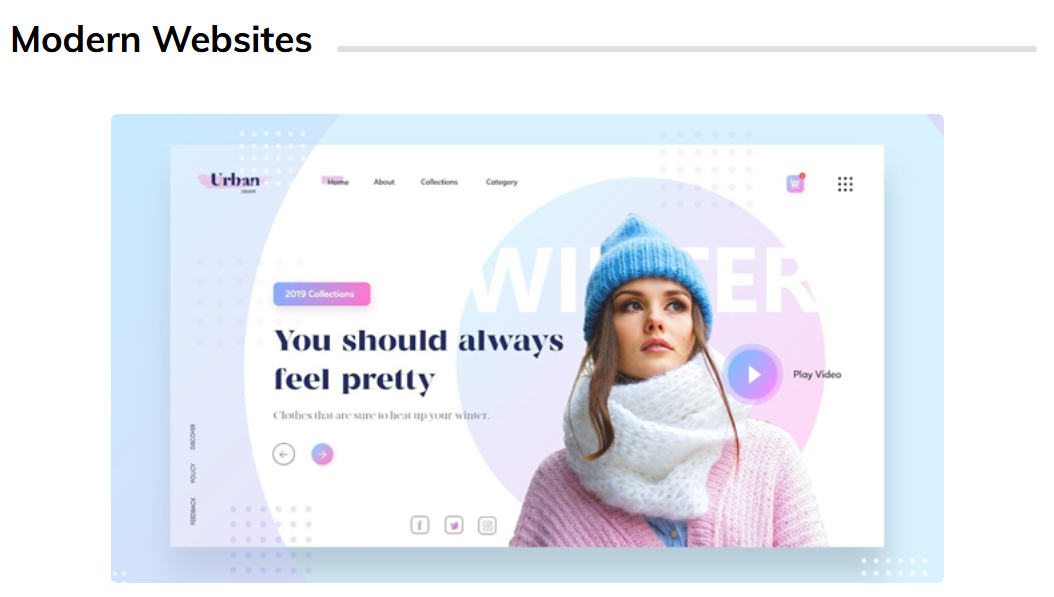 Modern Websites
Urban
Home About Collections Category
WINTER
2019 Collections
You should always
feel pretty
Clothes that are sure to heat up your winter.
Play Video
DISCOVER
POLICY
FEEDBACK